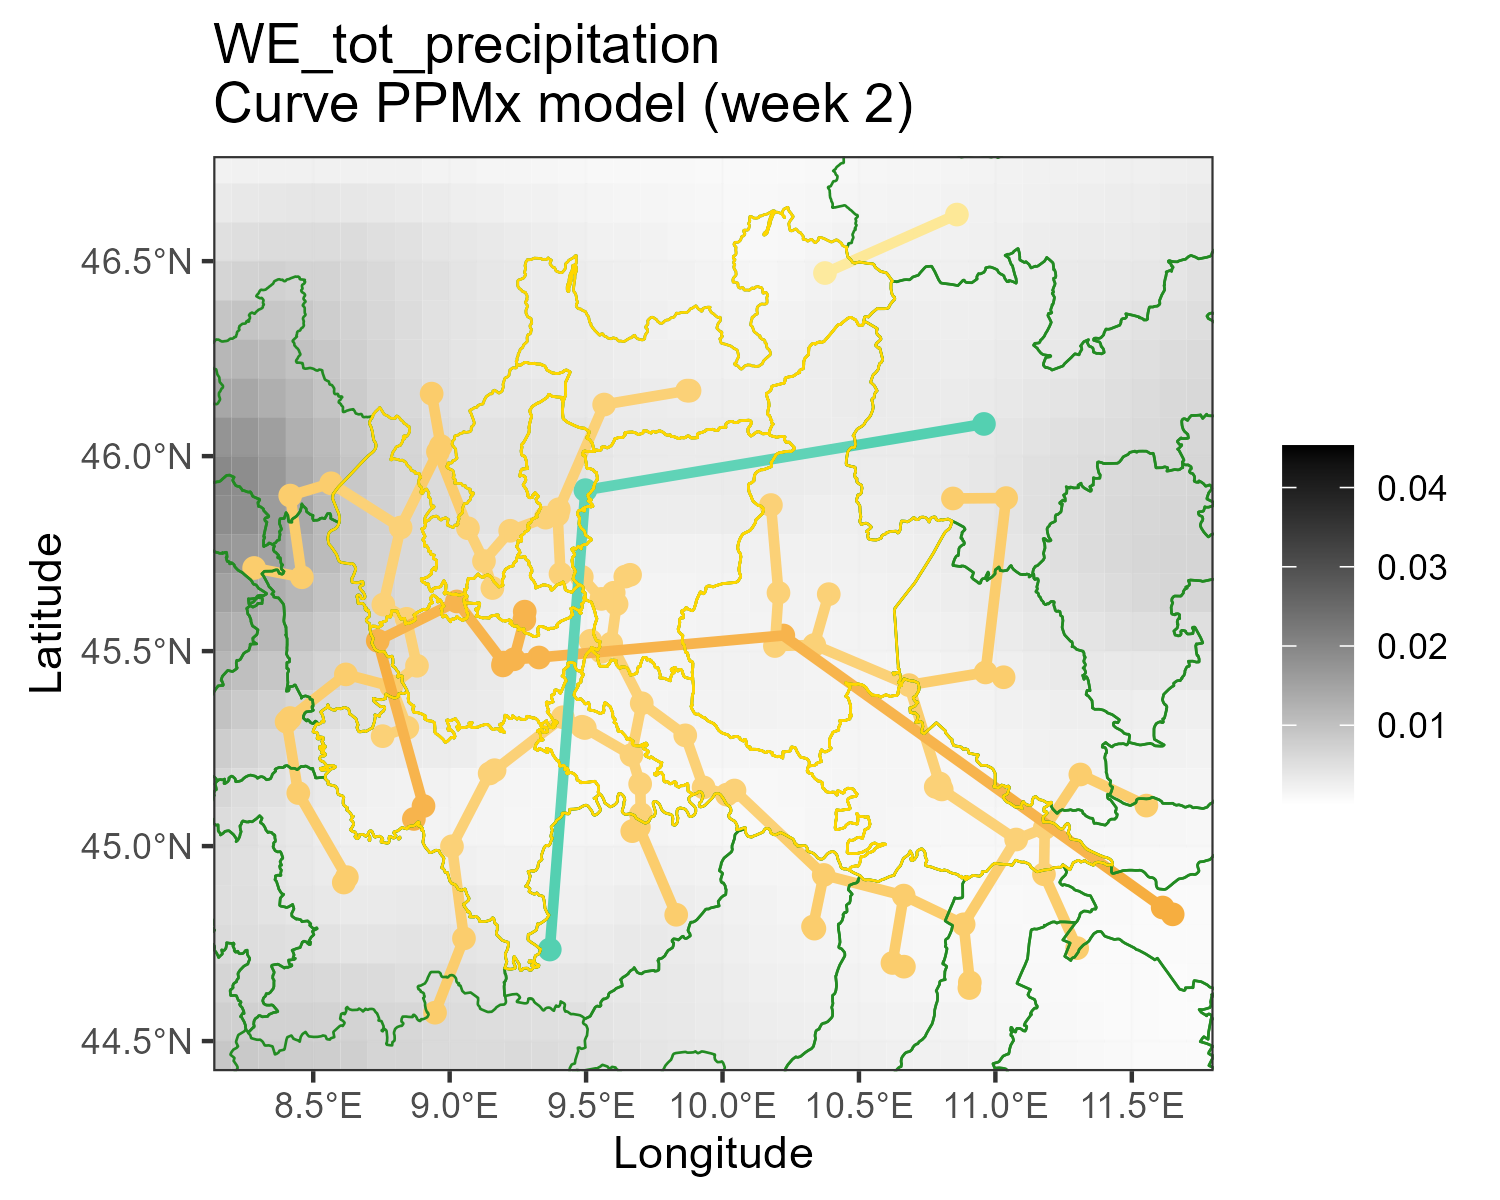 WE_tot_precipitation
Curve PPMx model (week 2)
46.5°N
46.0°N
45.5°N
45.0°N
44.5°N
Latitude
8.5°E 9.0°E 9.5°E 10.0°E 10.5°E 11.0°E 11.5°E
Longitude
0.04
0.03
0.02
0.01